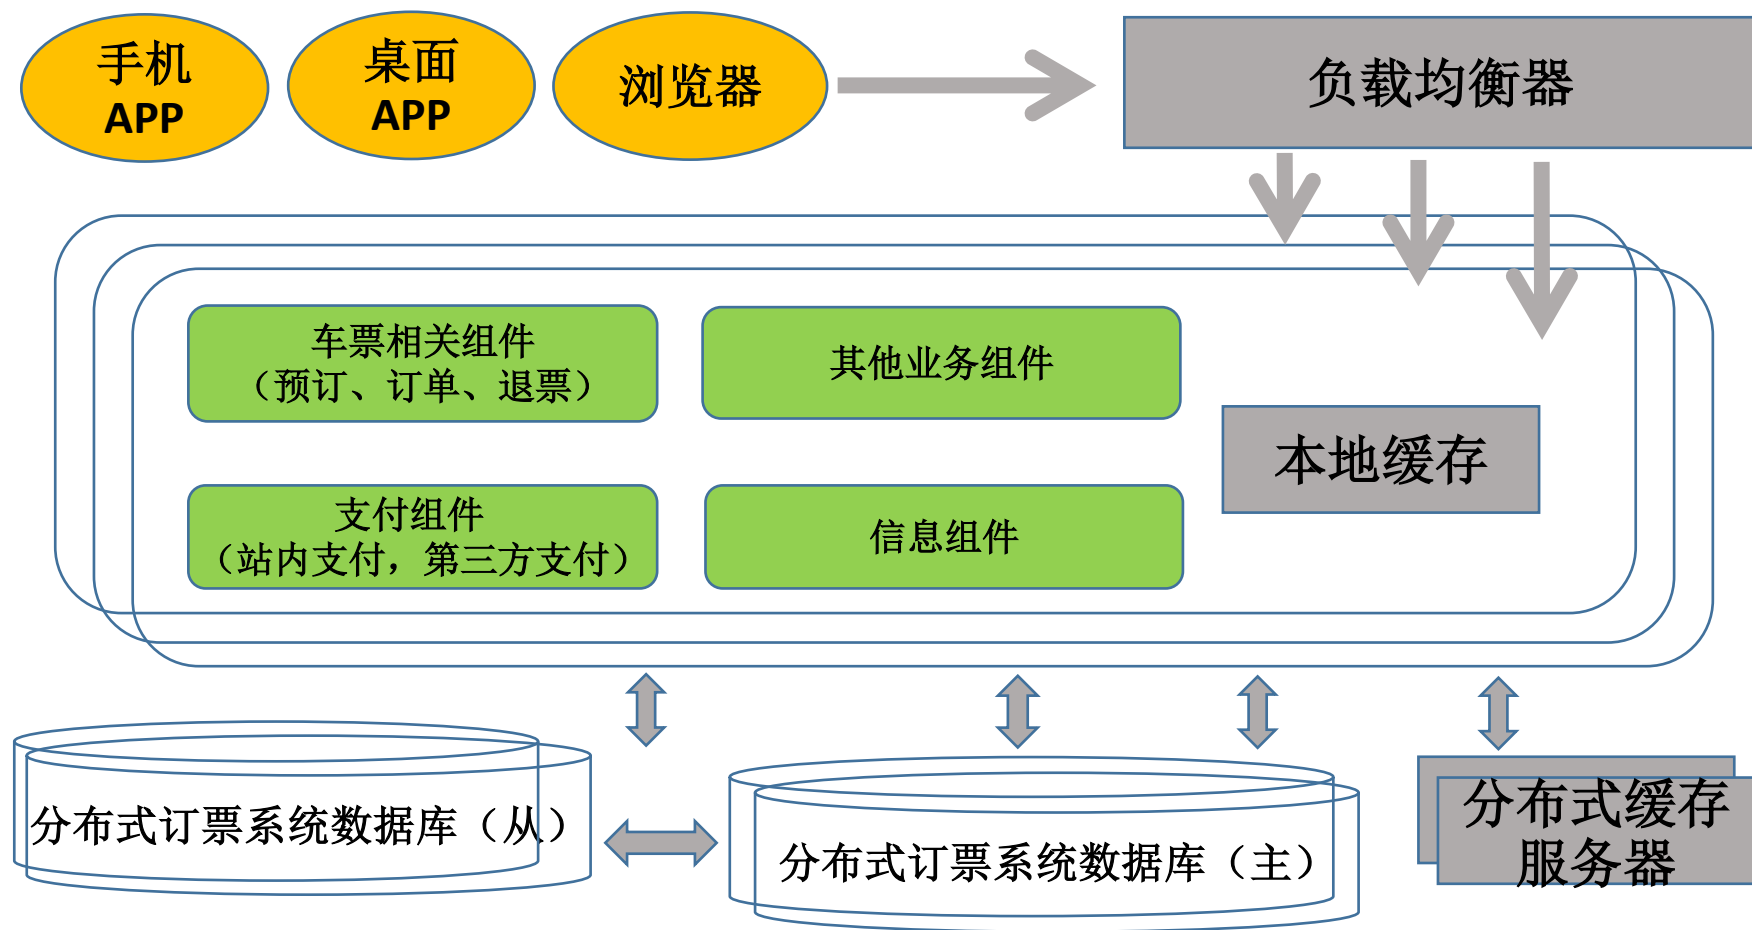 手机
APP
桌面
APP
浏览器
负载均衡器
车票相关组件
（预订、订单、退票）
其他业务组件
本地缓存
支付组件
（站内支付，第三方支付）
信息组件
分布式订票系统数据库（从）
分布式订票系统数据库（主）
分布式缓存
服务器